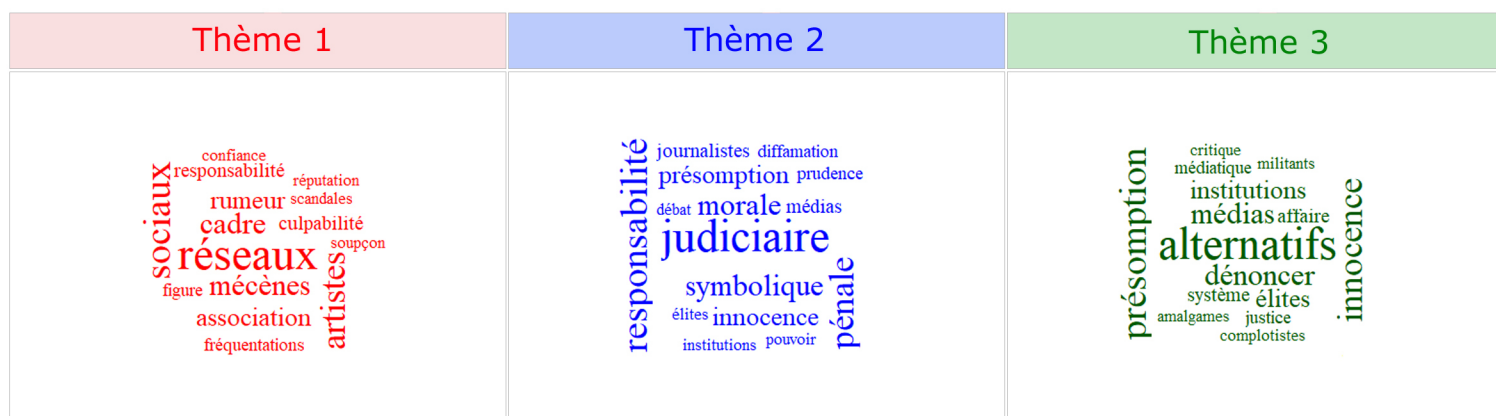 Thème 1
Thème 2
Thème 3
confiance
responsabilité
réputation
rumeur scandales
cadre culpabilité
soupçon
réseaux
sociaux
figure mécènes
artistes
association
fréquentations
journalistes diffamation
présomption prudence
responsabilité
débat morale médias
judiciaire
symbolique
pénale
élites innocence
institutions pouvoir
critique
médiatique militants
présomption
institutions
médias affaire
innocence
alternatifs
dénoncer
système élites
amalgames justice
complotistes